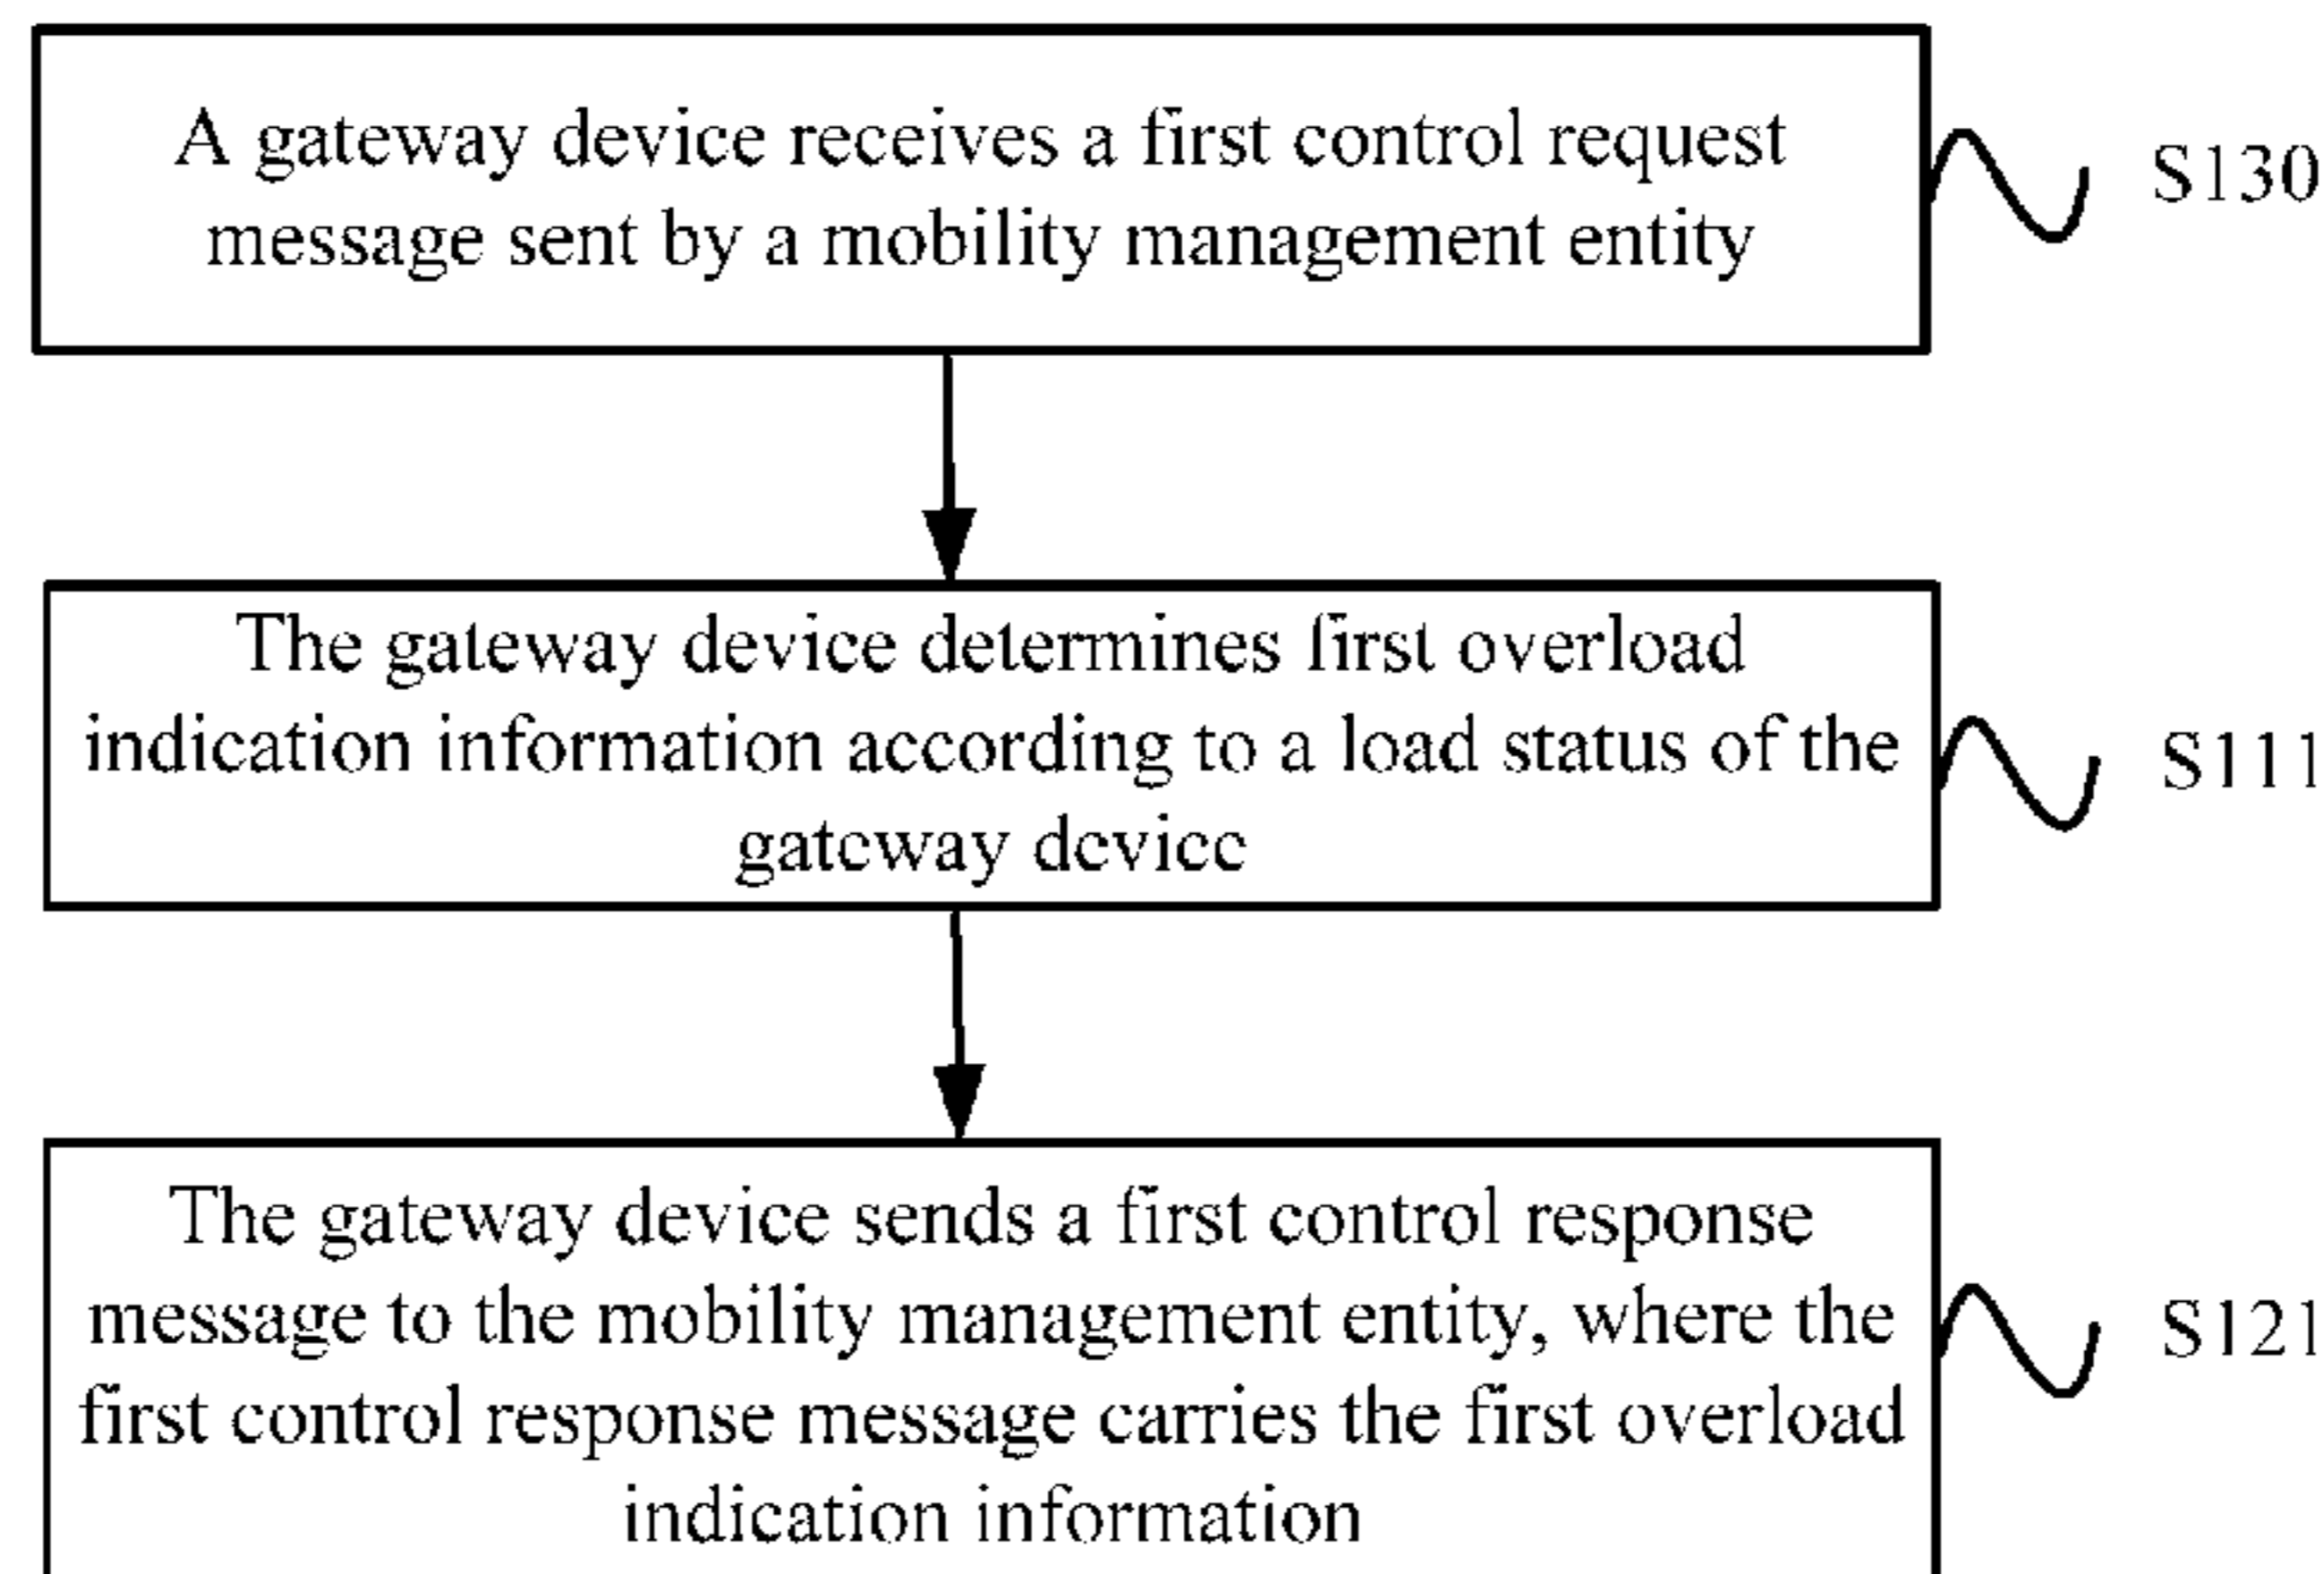 A gateway device receives a first control request
message sent by a mobility management entity
S130
The gateway device determines first overload
indication information according to a load status of the
gateway device
S111
The gateway device sends a first control response
message to the mobility management entity, where the
first control response message carries the first overload
indication information
S121